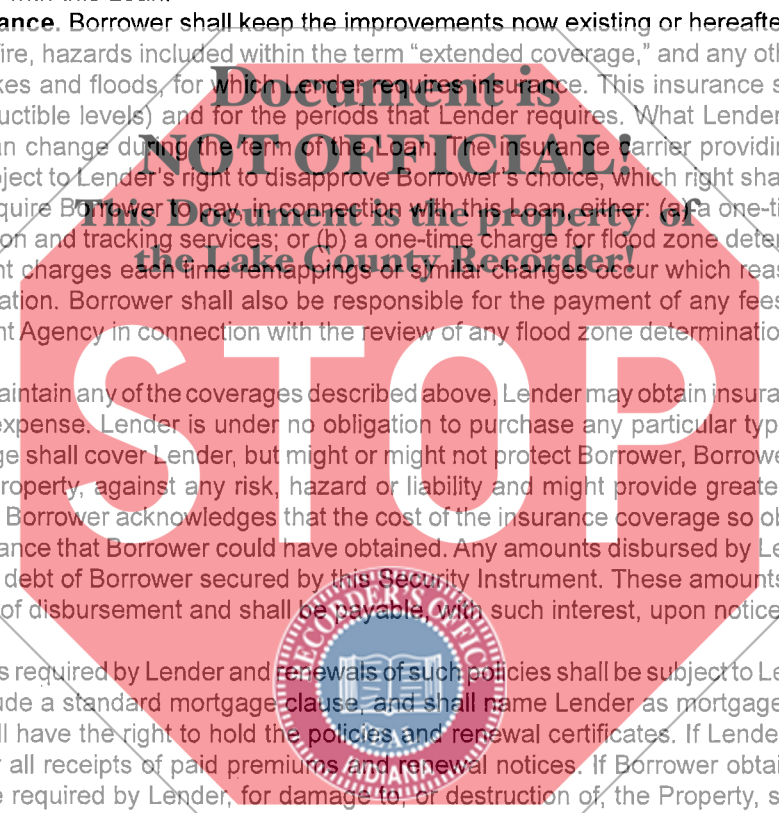 ance. Borrower shall keep the improvements now existing or hereafte
ire, hazards included within the term “extended coverage,” and any ot
kes and floods, for which Lender requires insurance. This insurance s
uctible levels) and for the periods that Lender requires. What Lender
n change during the term of the Loan. The insurance carrier providi
ject to Lender's right to disapprove Borrower's choice, which right sha
quire Borrower to pay, in connection with this Loan, either: (a) a one-ti
on and tracking services; or (b) a one-time charge for flood zone deter
t charges each time remappings or similar changes occur which reas
ation. Borrower shall also be responsible for the payment of any fees
nt Agency in connection with the review of any flood zone determinatio
aintain any of the coverages described above, Lender may obtain insura
xpense. Lender is under no obligation to purchase any particular typ
ge shall cover Lender, but might or might not protect Borrower, Borrowe
roperty, against any risk, hazard or liability and might provide greate
Borrower acknowledges that the cost of the insurance coverage so ob
ance that Borrower could have obtained. Any amounts disbursed by Le
debt of Borrower secured by this Security Instrument. These amounts
of disbursement and shall be payable, with such interest, upon notice
s required by Lender and renewals of such policies shall be subject to Le
ude a standard mortgage clause, and shall name Lender as mortgage
ll have the right to hold the policies and renewal certificates. If Lende
all receipts of paid premiums and renewal notices. If Borrower obtai
e required by Lender, for damage to, or destruction of, the Property, s
Document is
NOT OFFICIAL!
This Document is the property of
the Lake County Recorder!
STOP
RECORDER'S OFFICE
INDIANA